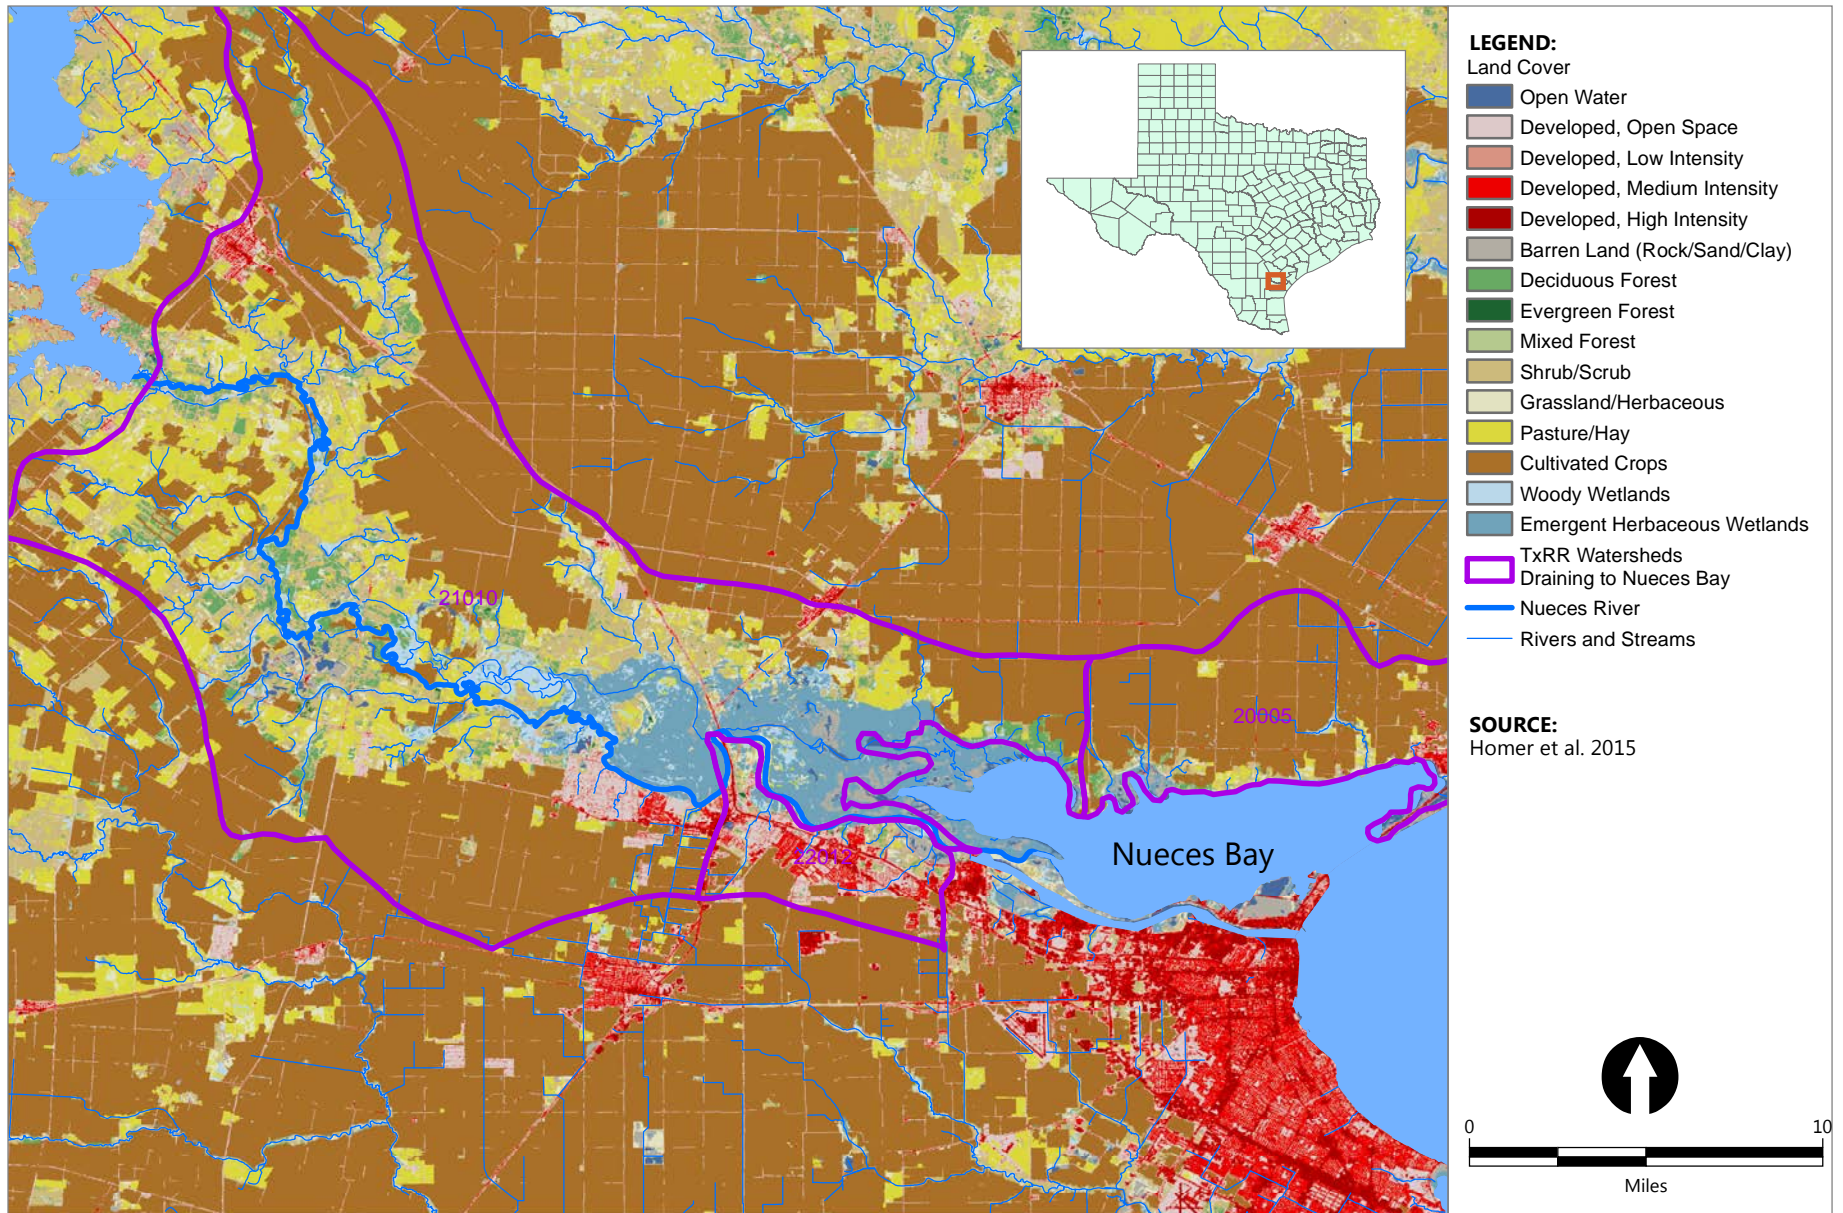 21010
20005
22012
Nueces Bay
LEGEND:
Land Cover
Open Water
Developed, Open Space
Developed, Low Intensity
Developed, Medium Intensity
Developed, High Intensity
Barren Land (Rock/Sand/Clay)
Deciduous Forest
Evergreen Forest
Mixed Forest
Shrub/Scrub
Grassland/Herbaceous
Pasture/Hay
Cultivated Crops
Woody Wetlands
Emergent Herbaceous Wetlands
TxRR Watersheds
Draining to Nueces Bay
Nueces River
Rivers and Streams
SOURCE:
Homer et al. 2015
0 10
Miles